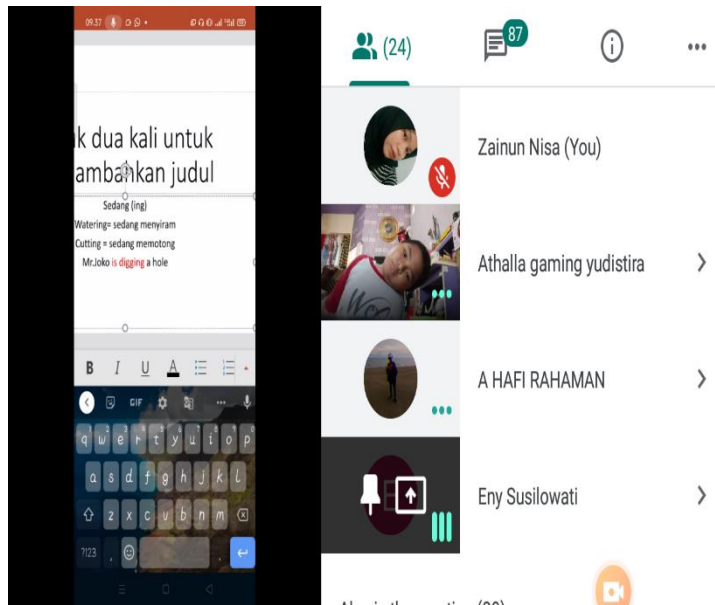 09.37
k dua kali untuk
ambahkan judul
Sedang (ing)
Watering= sedang menyiram
Cutting = sedang memotong
Mr.Joko is digging a hole
B I U A
GIF
q w e r t y u i o p
a s d f g h j k l
z x c v b n m
?123 ,
(24)
87
Zainun Nisa (You)
Athalla gaming yudistira
A HAFI RAHAMAN
Eny Susilowati